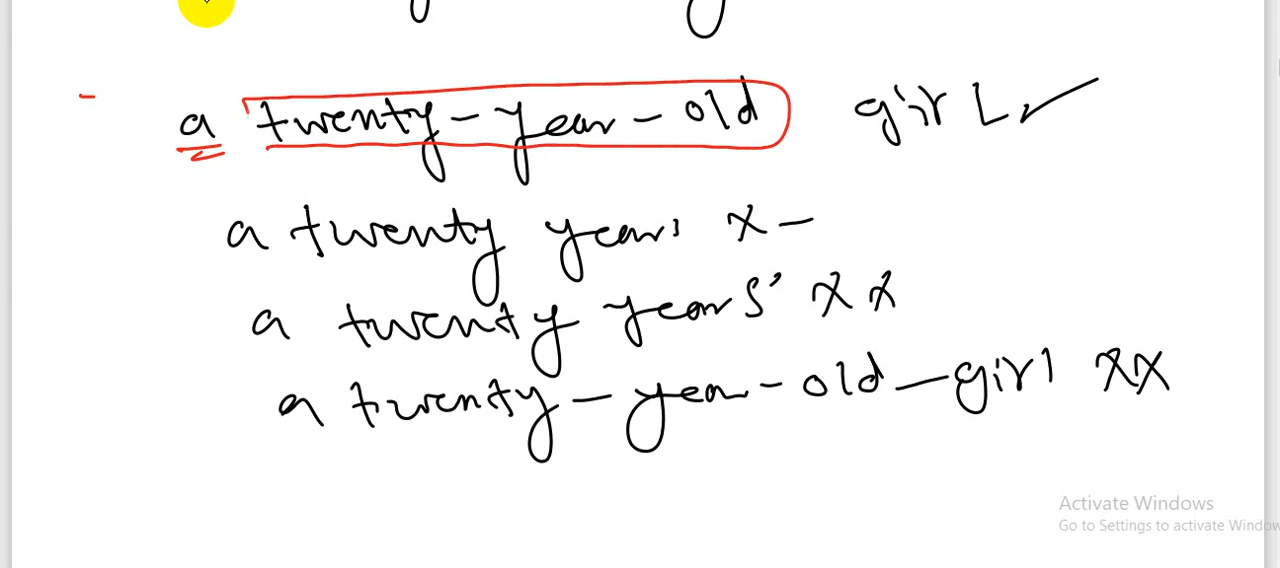 a twenty-year-old girl ✓
a twenty years x -
a twenty years' x x
a twenty-year-old-girl xx
Activate Windows
Go to Settings to activate Window